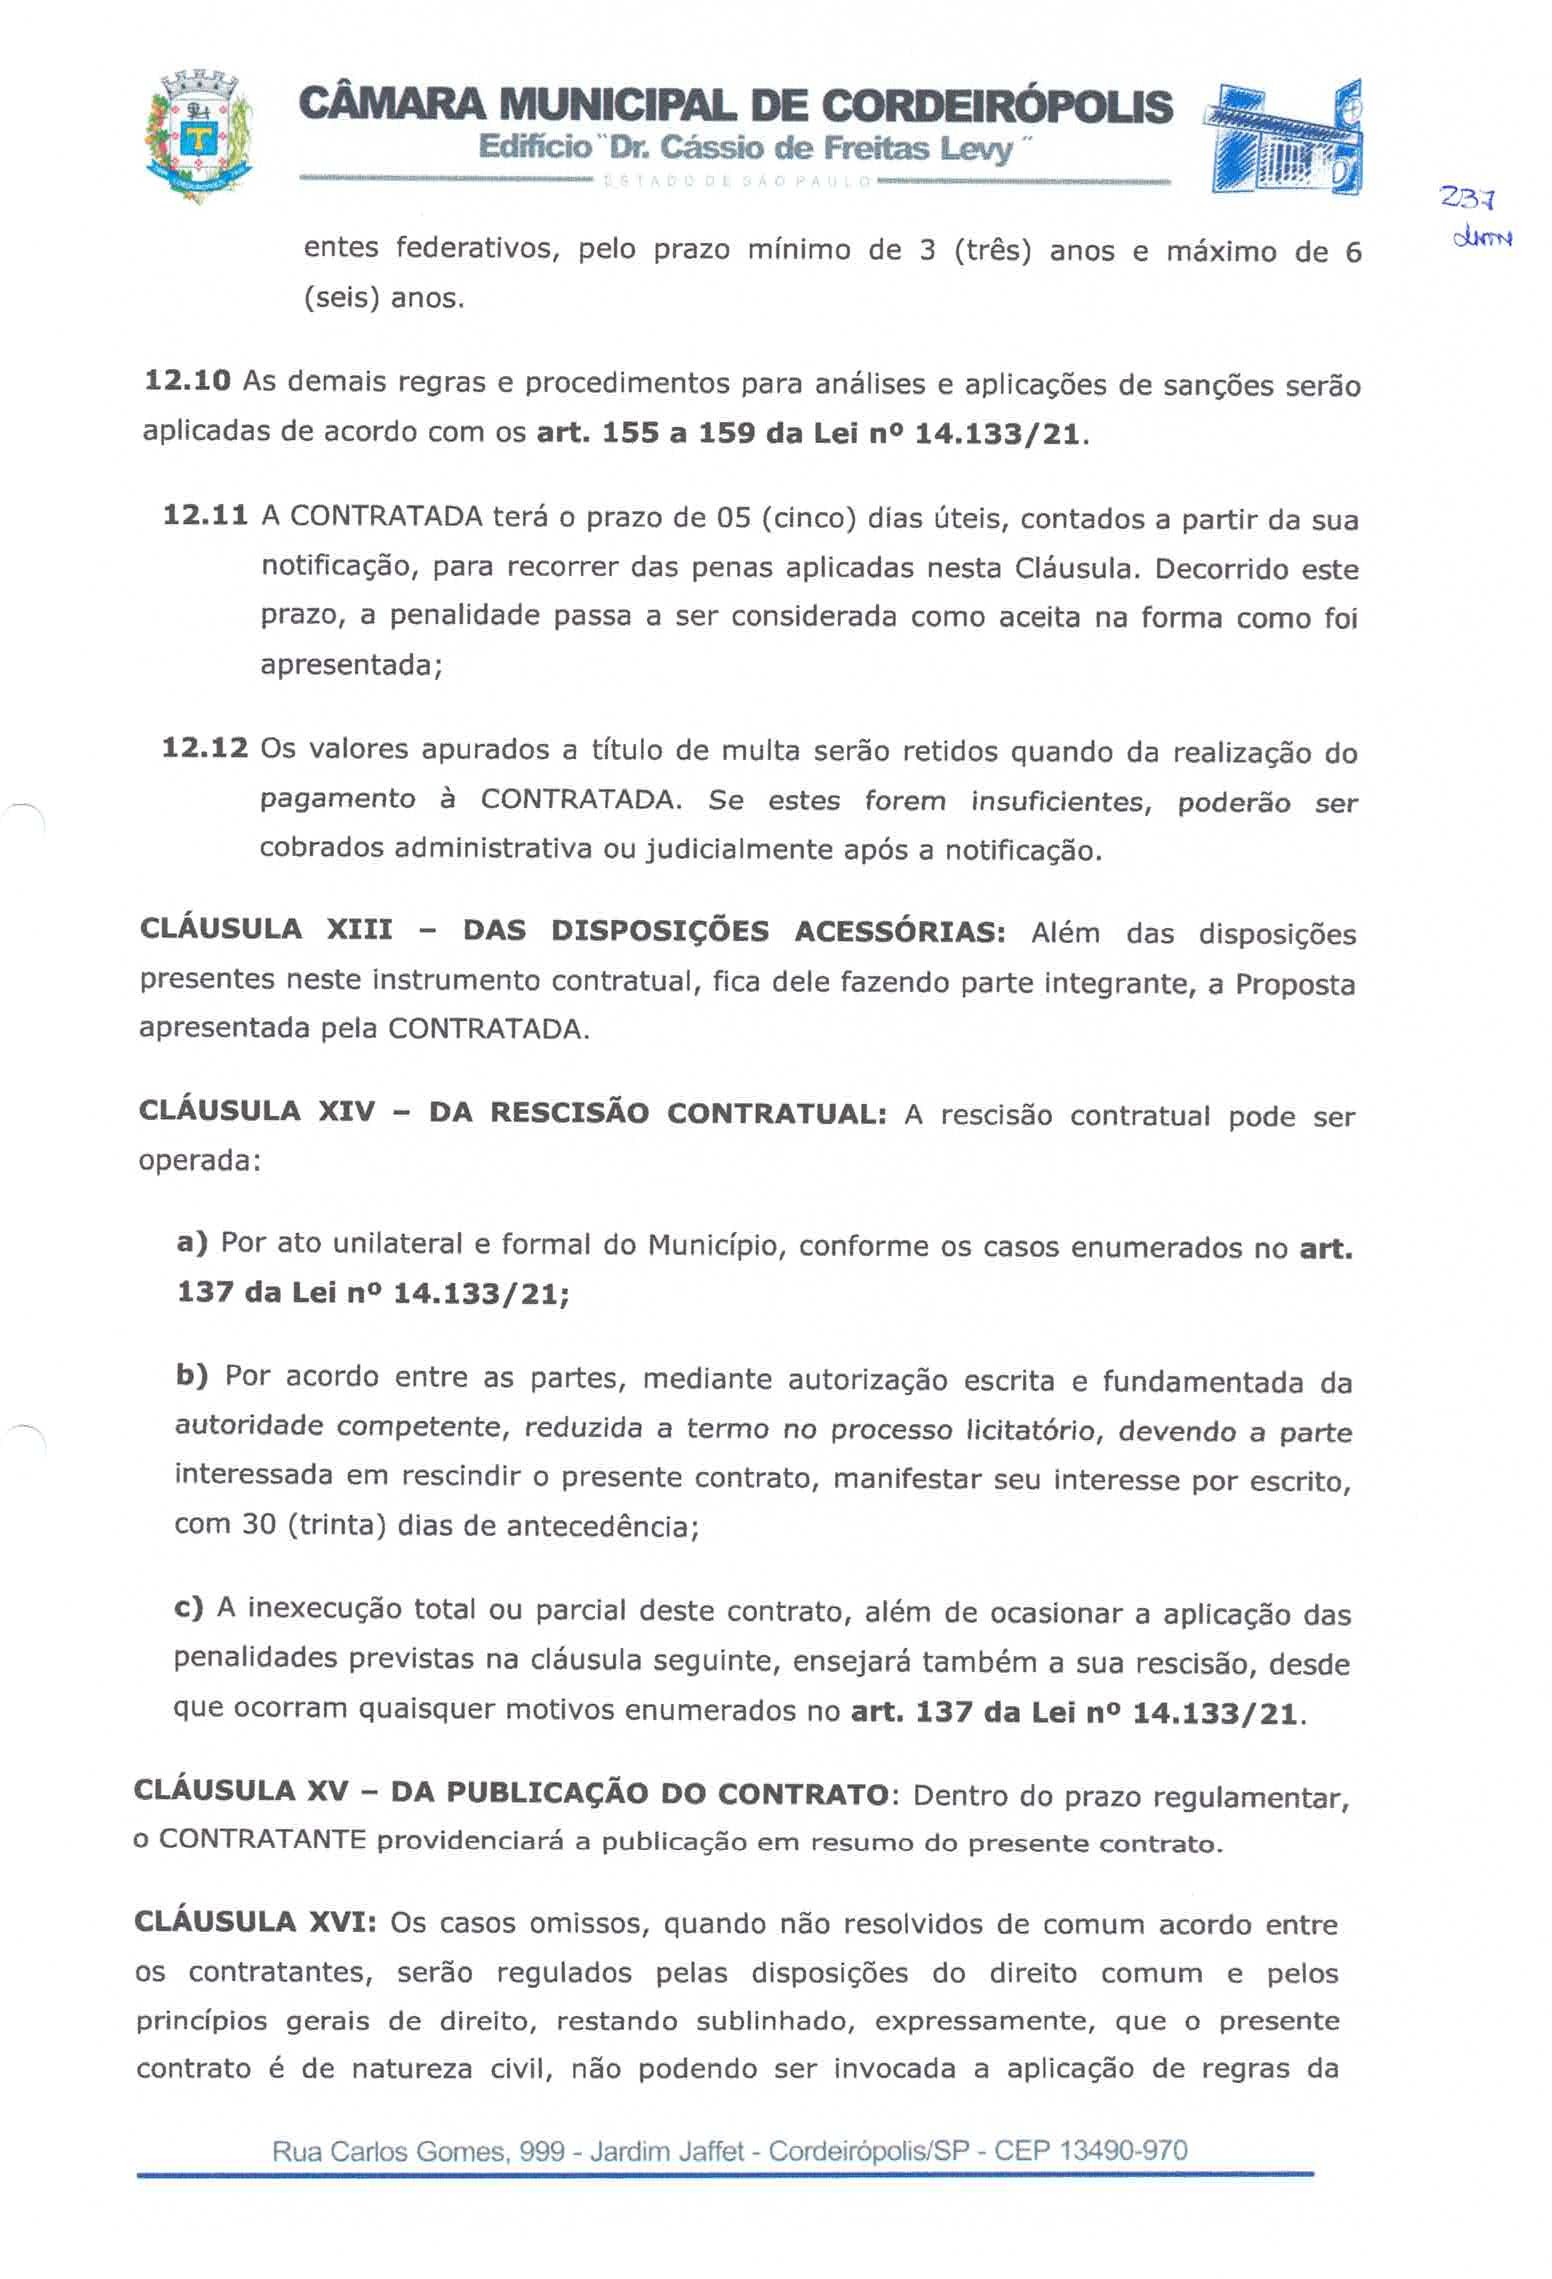 CÂMARA MUNICIPAL DE CORDEIRÓPOLIS
Edifício "Dr. Cássio de Freitas Levy"
ESTADO DE SÃO PAULO
237
entes federativos, pelo prazo mínimo de 3 (três) anos e máximo de 6
(seis) anos.
12.10 As demais regras e procedimentos para análises e aplicações de sanções serão
aplicadas de acordo com os art. 155 a 159 da Lei nº 14.133/21.
12.11 A CONTRATADA terá o prazo de 05 (cinco) dias úteis, contados a partir da sua
notificação, para recorrer das penas aplicadas nesta Cláusula. Decorrido este
prazo, a penalidade passa a ser considerada como aceita na forma como foi
apresentada;
12.12 Os valores apurados a título de multa serão retidos quando da realização do
pagamento à CONTRATADA. Se estes forem insuficientes, poderão ser
cobrados administrativa ou judicialmente após a notificação.
CLÁUSULA XIII – DAS DISPOSIÇÕES ACESSÓRIAS: Além das disposições
presentes neste instrumento contratual, fica dele fazendo parte integrante, a Proposta
apresentada pela CONTRATADA.
CLÁUSULA XIV – DA RESCISÃO CONTRATUAL: A rescisão contratual pode ser
operada:
a) Por ato unilateral e formal do Município, conforme os casos enumerados no art.
137 da Lei nº 14.133/21;
b) Por acordo entre as partes, mediante autorização escrita e fundamentada da
autoridade competente, reduzida a termo no processo licitatório, devendo a parte
interessada em rescindir o presente contrato, manifestar seu interesse por escrito,
com 30 (trinta) dias de antecedência;
c) A inexecução total ou parcial deste contrato, além de ocasionar a aplicação das
penalidades previstas na cláusula seguinte, ensejará também a sua rescisão, desde
que ocorram quaisquer motivos enumerados no art. 137 da Lei nº 14.133/21.
CLÁUSULA XV – DA PUBLICAÇÃO DO CONTRATO: Dentro do prazo regulamentar,
o CONTRATANTE providenciará a publicação em resumo do presente contrato.
CLÁUSULA XVI: Os casos omissos, quando não resolvidos de comum acordo entre
os contratantes, serão regulados pelas disposições do direito comum e pelos
princípios gerais de direito, restando sublinhado, expressamente, que o presente
contrato é de natureza civil, não podendo ser invocada a aplicação de regras da
Rua Carlos Gomes, 999 - Jardim Jaffet - Cordeirópolis/SP - CEP 13490-970